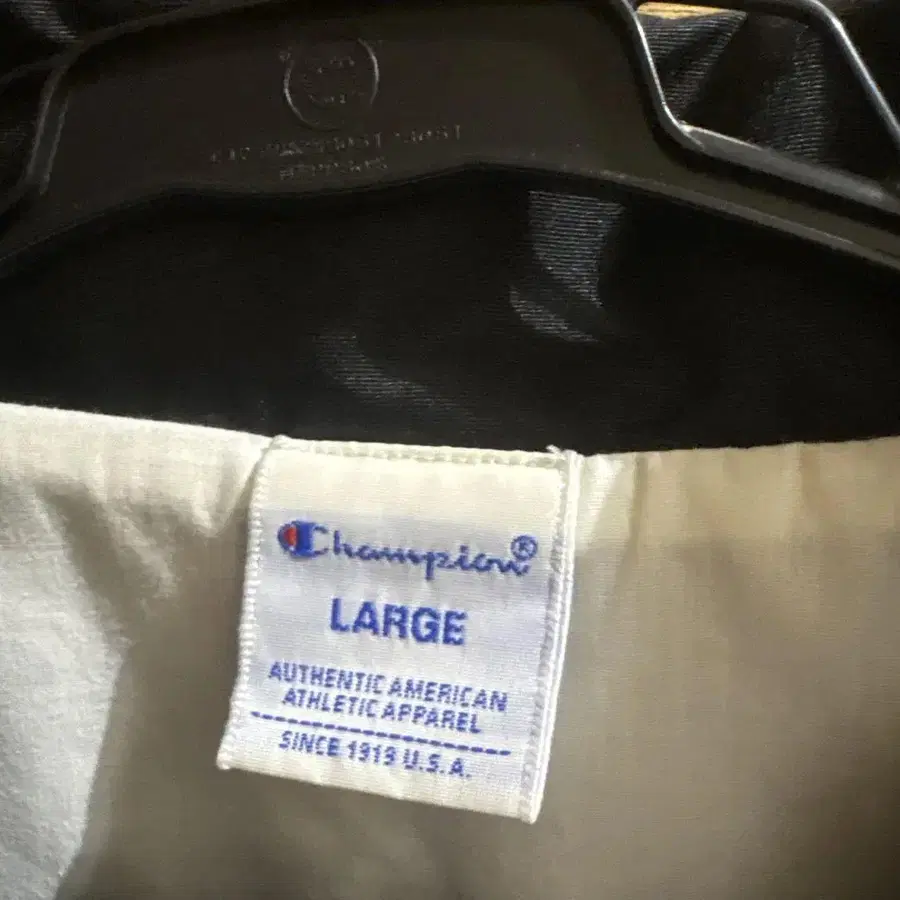 Champion®
LARGE
AUTHENTIC AMERICAN
ATHLETIC APPAREL
SINCE 1919 U.S.A.